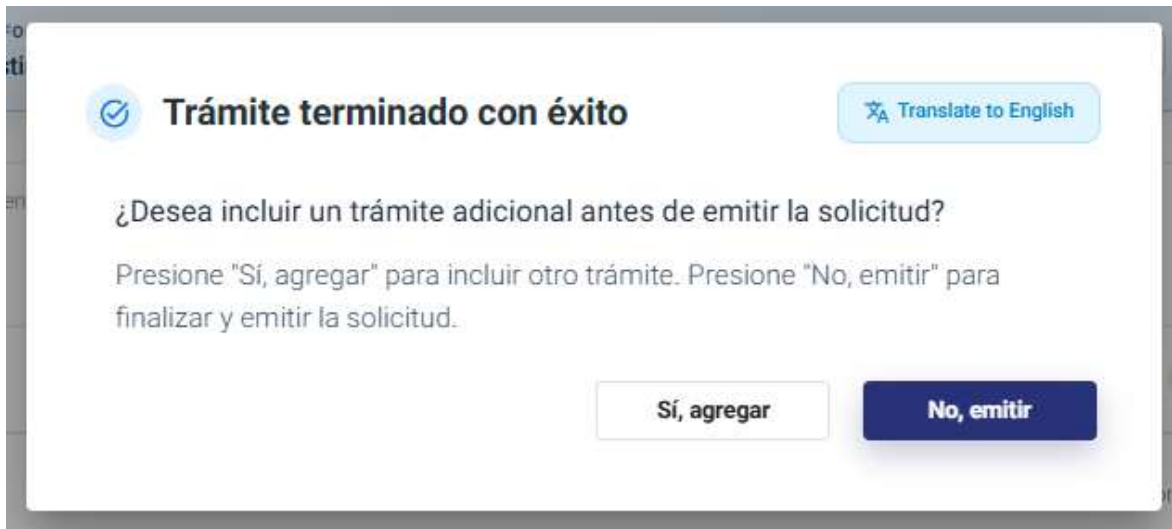 Trámite terminado con éxito
Translate to English
¿Desea incluir un trámite adicional antes de emitir la solicitud?
Presione "Sí, agregar" para incluir otro trámite. Presione "No, emitir" para
finalizar y emitir la solicitud.
Sí, agregar
No, emitir